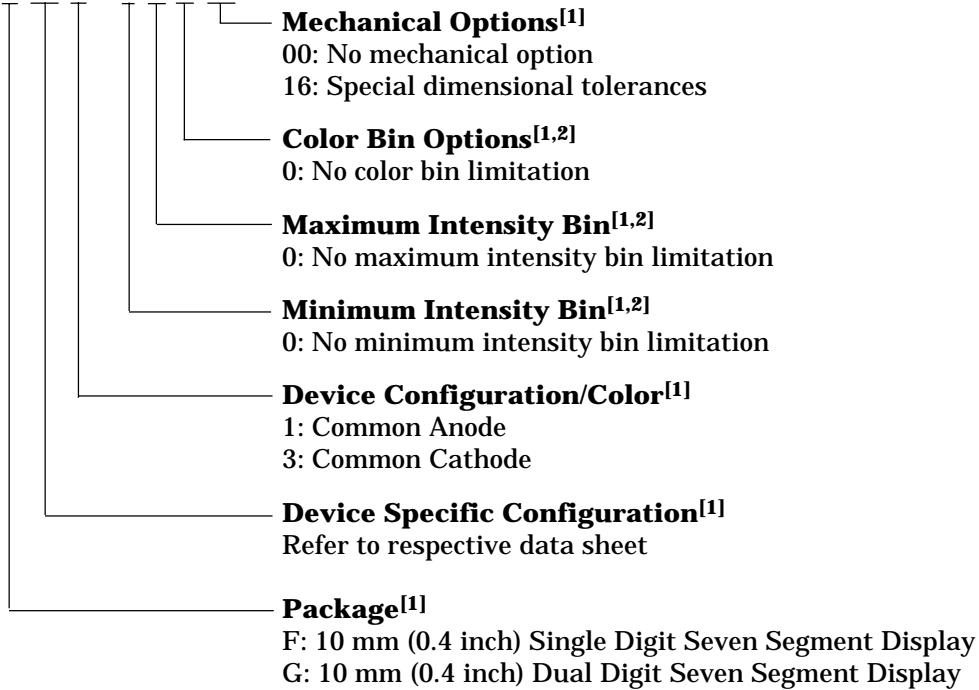 Mechanical Options[1]
00: No mechanical option
16: Special dimensional tolerances
Color Bin Options[1,2]
0: No color bin limitation
Maximum Intensity Bin[1,2]
0: No maximum intensity bin limitation
Minimum Intensity Bin[1,2]
0: No minimum intensity bin limitation
Device Configuration/Color[1]
1: Common Anode
3: Common Cathode
Device Specific Configuration[1]
Refer to respective data sheet
Package[1]
F: 10 mm (0.4 inch) Single Digit Seven Segment Display
G: 10 mm (0.4 inch) Dual Digit Seven Segment Display